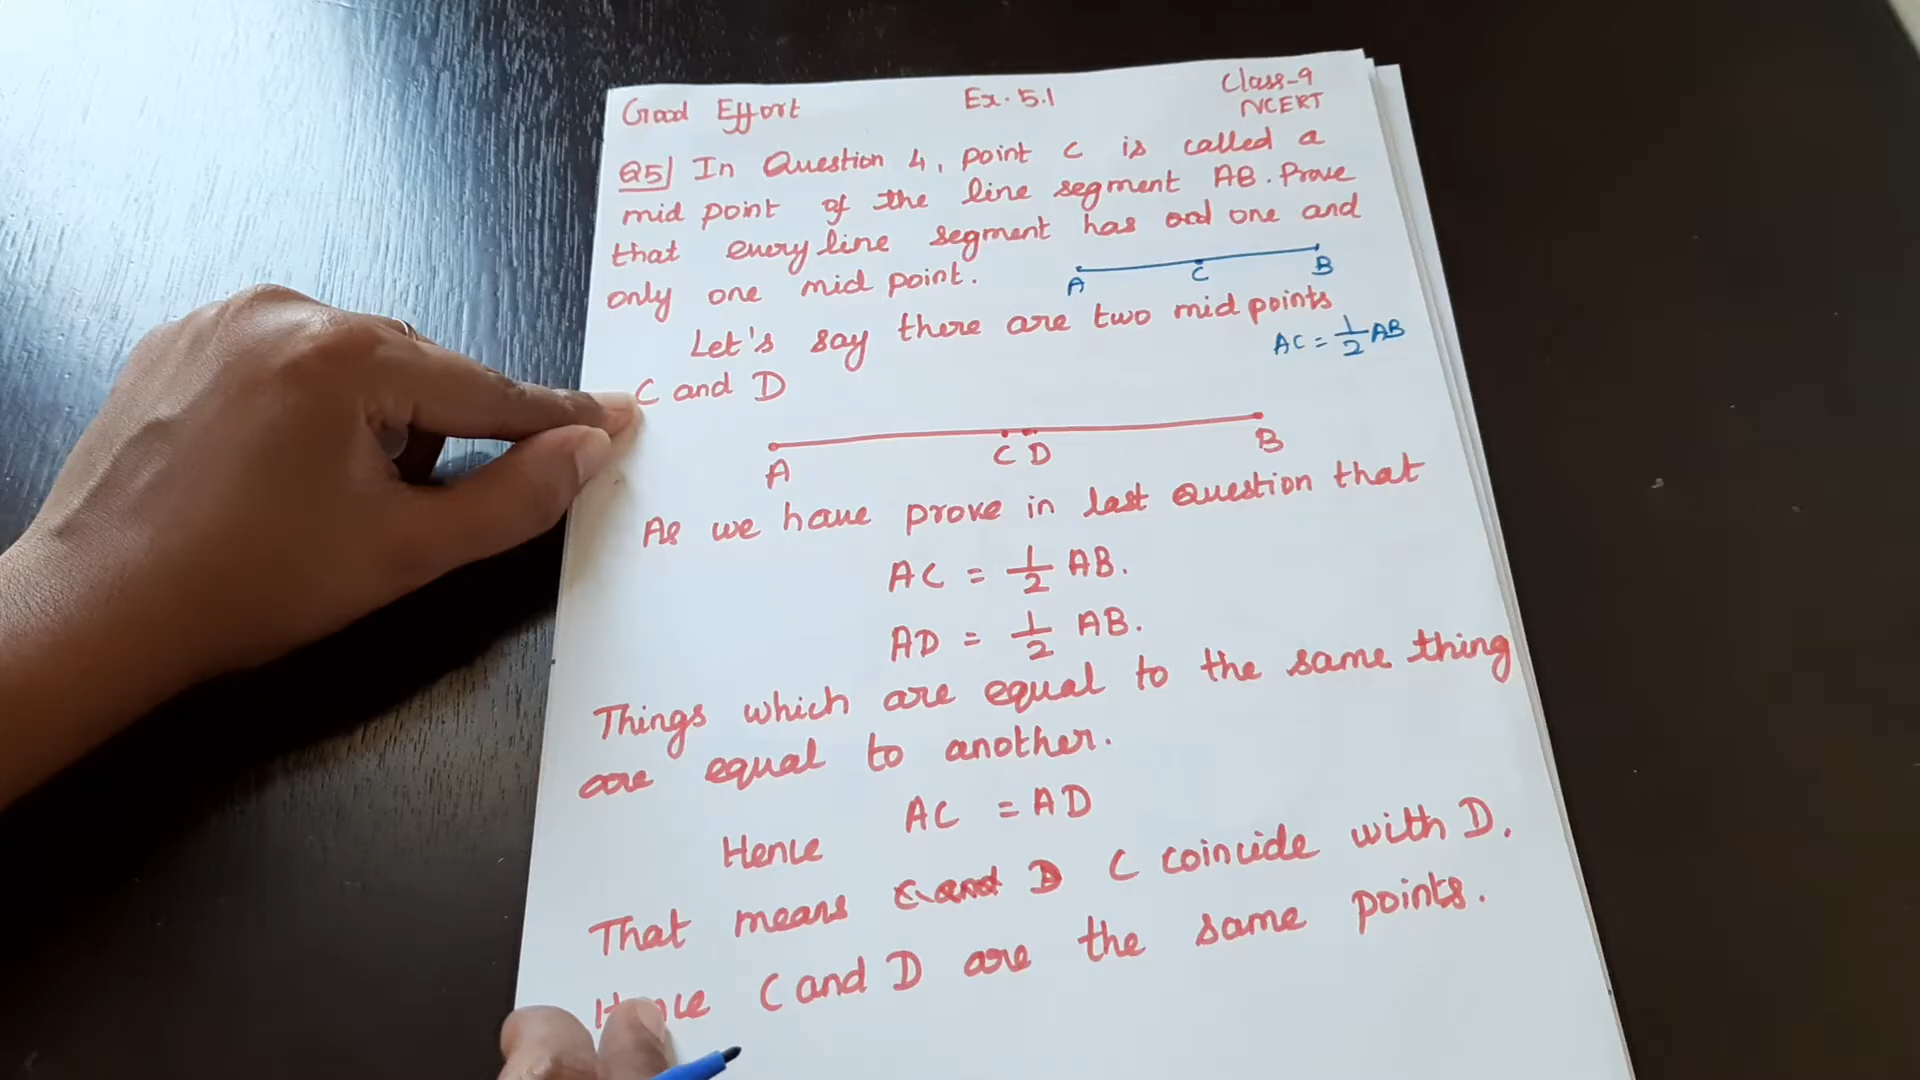 Good Effort Ex. 5.1 Class-9
NCERT
Q5) In Question 4, point C is called a
mid point of the line segment AB. Prove
that every line segment has one and
only one mid point.
A C B
Let's say there are two mid points
AC = 1/2 AB
C and D
A C D B
As we have prove in last Question that
AC = 1/2 AB.
AD = 1/2 AB.
Things which are equal to the same thing
are equal to another.
Hence AC = AD
That means C and D C coincide with D.
Hence C and D are the same points.